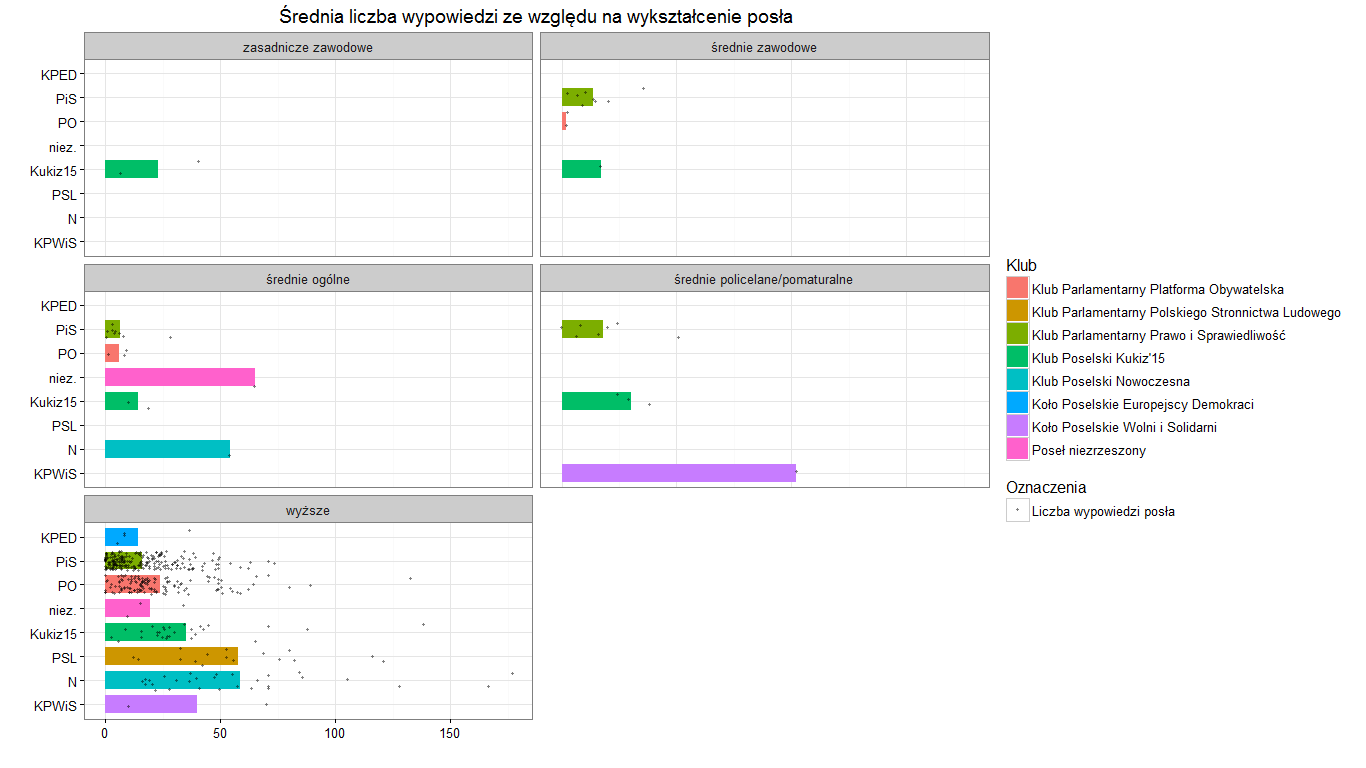 Średnia liczba wypowiedzi ze względu na wykształcenie posła
zasadnicze zawodowe
średnie zawodowe
KPED
PiS
PO
niez.
Kukiz15
PSL
N
KPWiS
średnie ogólne
średnie policelane/pomaturalne
KPED
PiS
PO
niez.
Kukiz15
PSL
N
KPWiS
wyższe
KPED
PiS
PO
niez.
Kukiz15
PSL
N
KPWiS
0 50 100 150
Klub
Klub Parlamentarny Platforma Obywatelska
Klub Parlamentarny Polskiego Stronnictwa Ludowego
Klub Parlamentarny Prawo i Sprawiedliwość
Klub Poselski Kukiz'15
Klub Poselski Nowoczesna
Koło Poselskie Europejscy Demokraci
Koło Poselskie Wolni i Solidarni
Poseł niezrzeszony
Oznaczenia
Liczba wypowiedzi posła